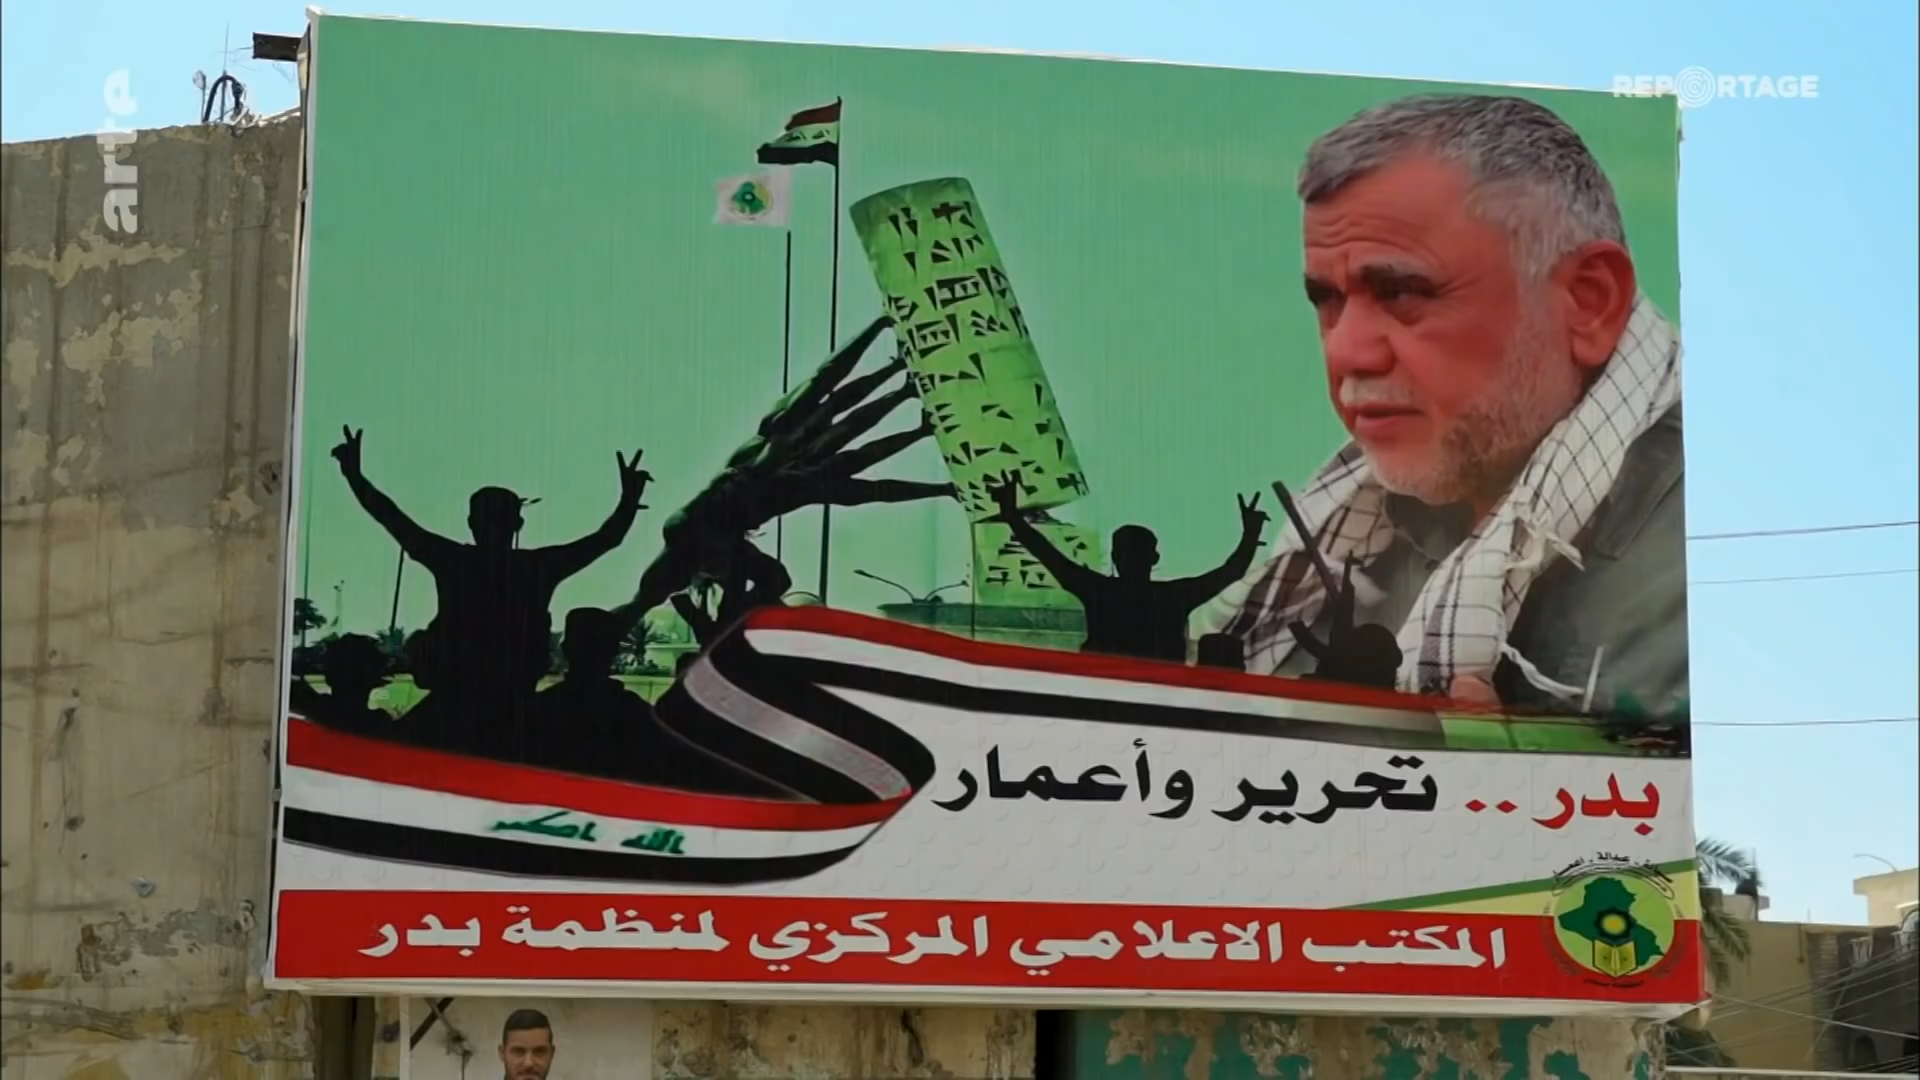 arte
REPORTAGE
بدر .. تحرير وأعمار
الله اكبر
المكتب الاعلامي المركزي لمنظمة بدر